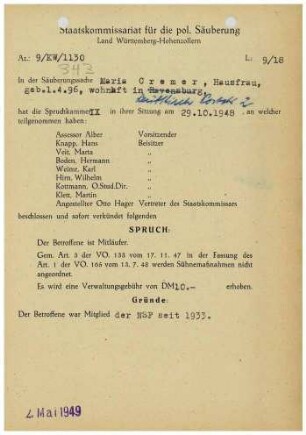 Staatskommissariat für die pol. Säuberung
Land Württemberg-Hohenzollern
Az.: 9/KW/1130 L: 9/18
343
In der Säuberungssache Maria Cremer, Hausfrau,
geb.1.4.96, wohnhaft in Ravensburg,
hat die Spruchkammer IX in ihrer Sitzung am 29.10.1948, an welcher
teilgenommen haben:
Assessor Alber Vorsitzender
Knapp, Hans Beisitzer
Veit, Marta "
Boden, Hermann "
Weinz, Karl "
Hirn, Wilhelm "
Kottmann, O.Stud.Dir. "
Klett, Martin "
Angestellter Otto Hager Vertreter des Staatskommissars
beschlossen und sofort verkündet folgenden
SPRUCH:
Der Betroffene ist Mitläufer.
Gem. Art. 3 der VO. 133 vom 17. 11. 47 in der Fassung des
Art. 1 der VO. 165 vom 13. 7. 48 werden Sühnemaßnahmen nicht
angeordnet.
Es wird eine Verwaltungsgebühr von DM 10.- erhoben.
Gründe:
Der Betroffene war Mitglied der NSF seit 1933.
4. Mai 1949